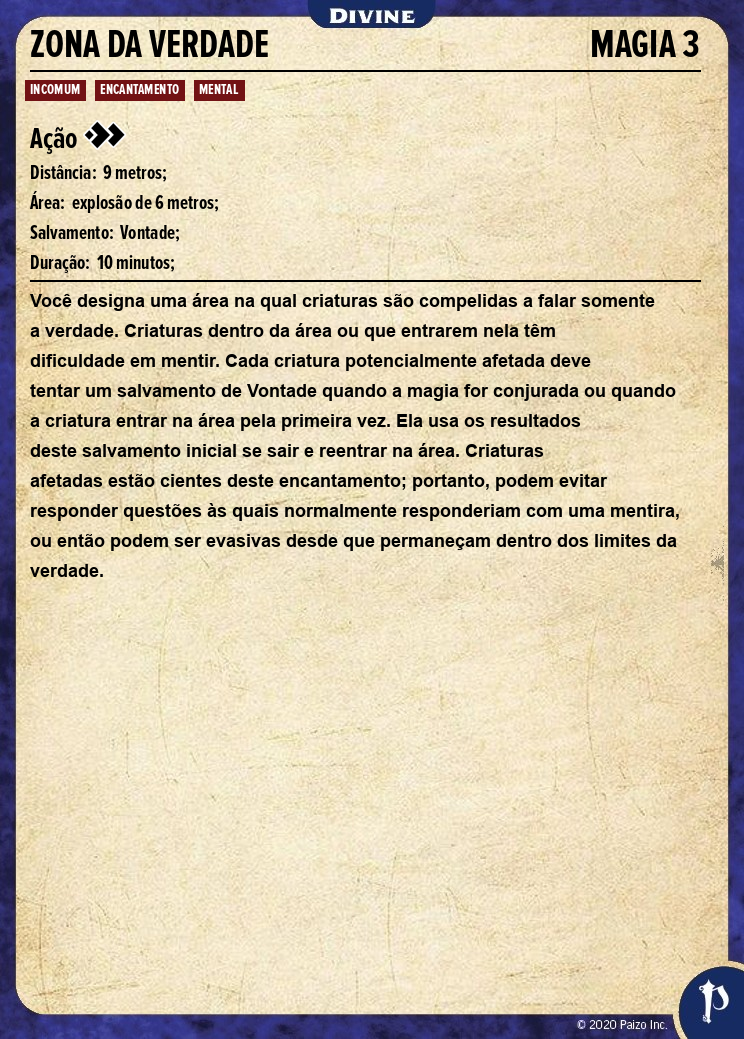 DIVINE
ZONA DA VERDADE MAGIA 3
INCOMUM ENCANTAMENTO MENTAL
Ação
Distância: 9 metros;
Área: explosão de 6 metros;
Salvamento: Vontade;
Duração: 10 minutos;
Você designa uma área na qual criaturas são compelidas a falar somente
a verdade. Criaturas dentro da área ou que entrarem nela têm
dificuldade em mentir. Cada criatura potencialmente afetada deve
tentar um salvamento de Vontade quando a magia for conjurada ou quando
a criatura entrar na área pela primeira vez. Ela usa os resultados
deste salvamento inicial se sair e reentrar na área. Criaturas
afetadas estão cientes deste encantamento; portanto, podem evitar
responder questões às quais normalmente responderiam com uma mentira,
ou então podem ser evasivas desde que permaneçam dentro dos limites da
verdade.
© 2020 Paizo Inc.
P